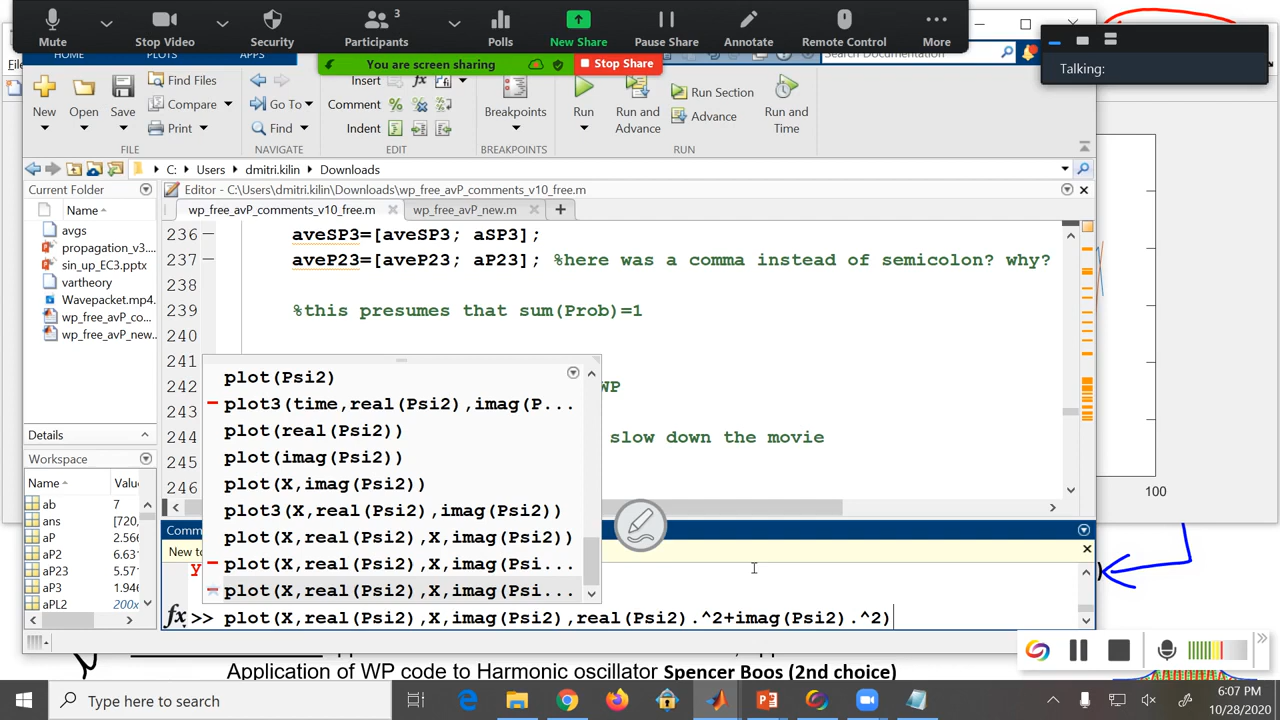 Mute
Stop Video
Security
3
Participants
Polls
New Share
Pause Share
Annotate
Remote Control
More
Talking:
You are screen sharing
Stop Share
HOME PLOTS APPS
Search Documentation
File
New
Open
Save
Find Files
Compare
Print
Go To
Find
Insert
Comment
Indent
Breakpoints
Run
Run and Advance
Run Section
Advance
Run and Time
FILE
NAVIGATE
EDIT
BREAKPOINTS
RUN
C: Users dmitri.kilin Downloads
Current Folder
Name
avgs
propagation_v3....
sin_up_EC3.pptx
vartheory
Wavepacket.mp4
wp_free_avP_co...
wp_free_avP_new...
Details
Workspace
Name Value
ab 7
ans [720,
aP 2.566
aP2 6.631
aP23 5.571
aP3 1.946
aPL2 200x
Editor - C:\Users\dmitri.kilin\Downloads\wp_free_avP_comments_v10_free.m
wp_free_avP_comments_v10_free.m
wp_free_avP_new.m
236 aveSP3=[aveSP3; aSP3];
237 aveP23=[aveP23; aP23]; %here was a comma instead of semicolon? why?
238
239 %this presumes that sum(Prob)=1
240
241
242 WP
243
244 slow down the movie
245
246
plot(Psi2)
plot3(time,real(Psi2),imag(P...
plot(real(Psi2))
plot(imag(Psi2))
plot(X,imag(Psi2))
plot3(X,real(Psi2),imag(Psi2))
plot(X,real(Psi2),X,imag(Psi2))
plot(X,real(Psi2),X,imag(Psi...
plot(X,real(Psi2),X,imag(Psi...
fx >> plot(X,real(Psi2),X,imag(Psi2),real(Psi2).^2+imag(Psi2).^2)
100
Application of WP code to Harmonic oscillator Spencer Boos (2nd choice)
Type here to search
6:07 PM
10/28/2020